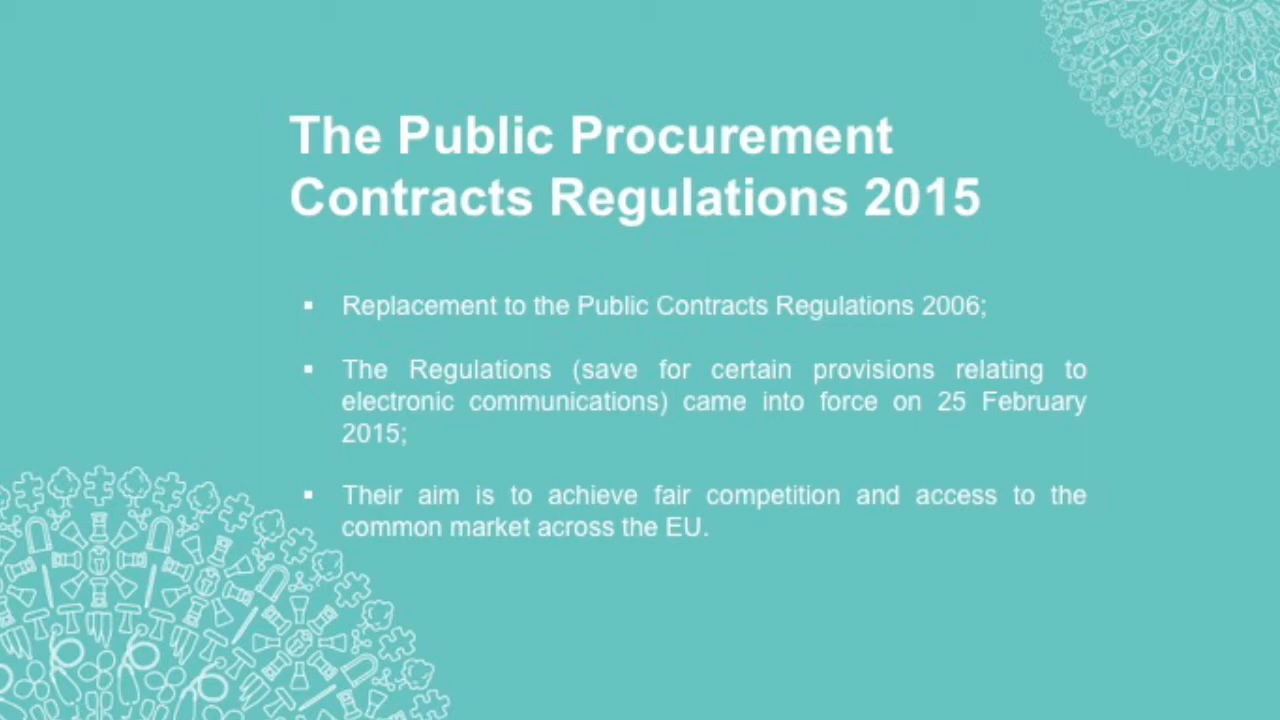 The Public Procurement
Contracts Regulations 2015
▪ Replacement to the Public Contracts Regulations 2006;
▪ The Regulations (save for certain provisions relating to
electronic communications) came into force on 25 February
2015;
▪ Their aim is to achieve fair competition and access to the
common market across the EU.